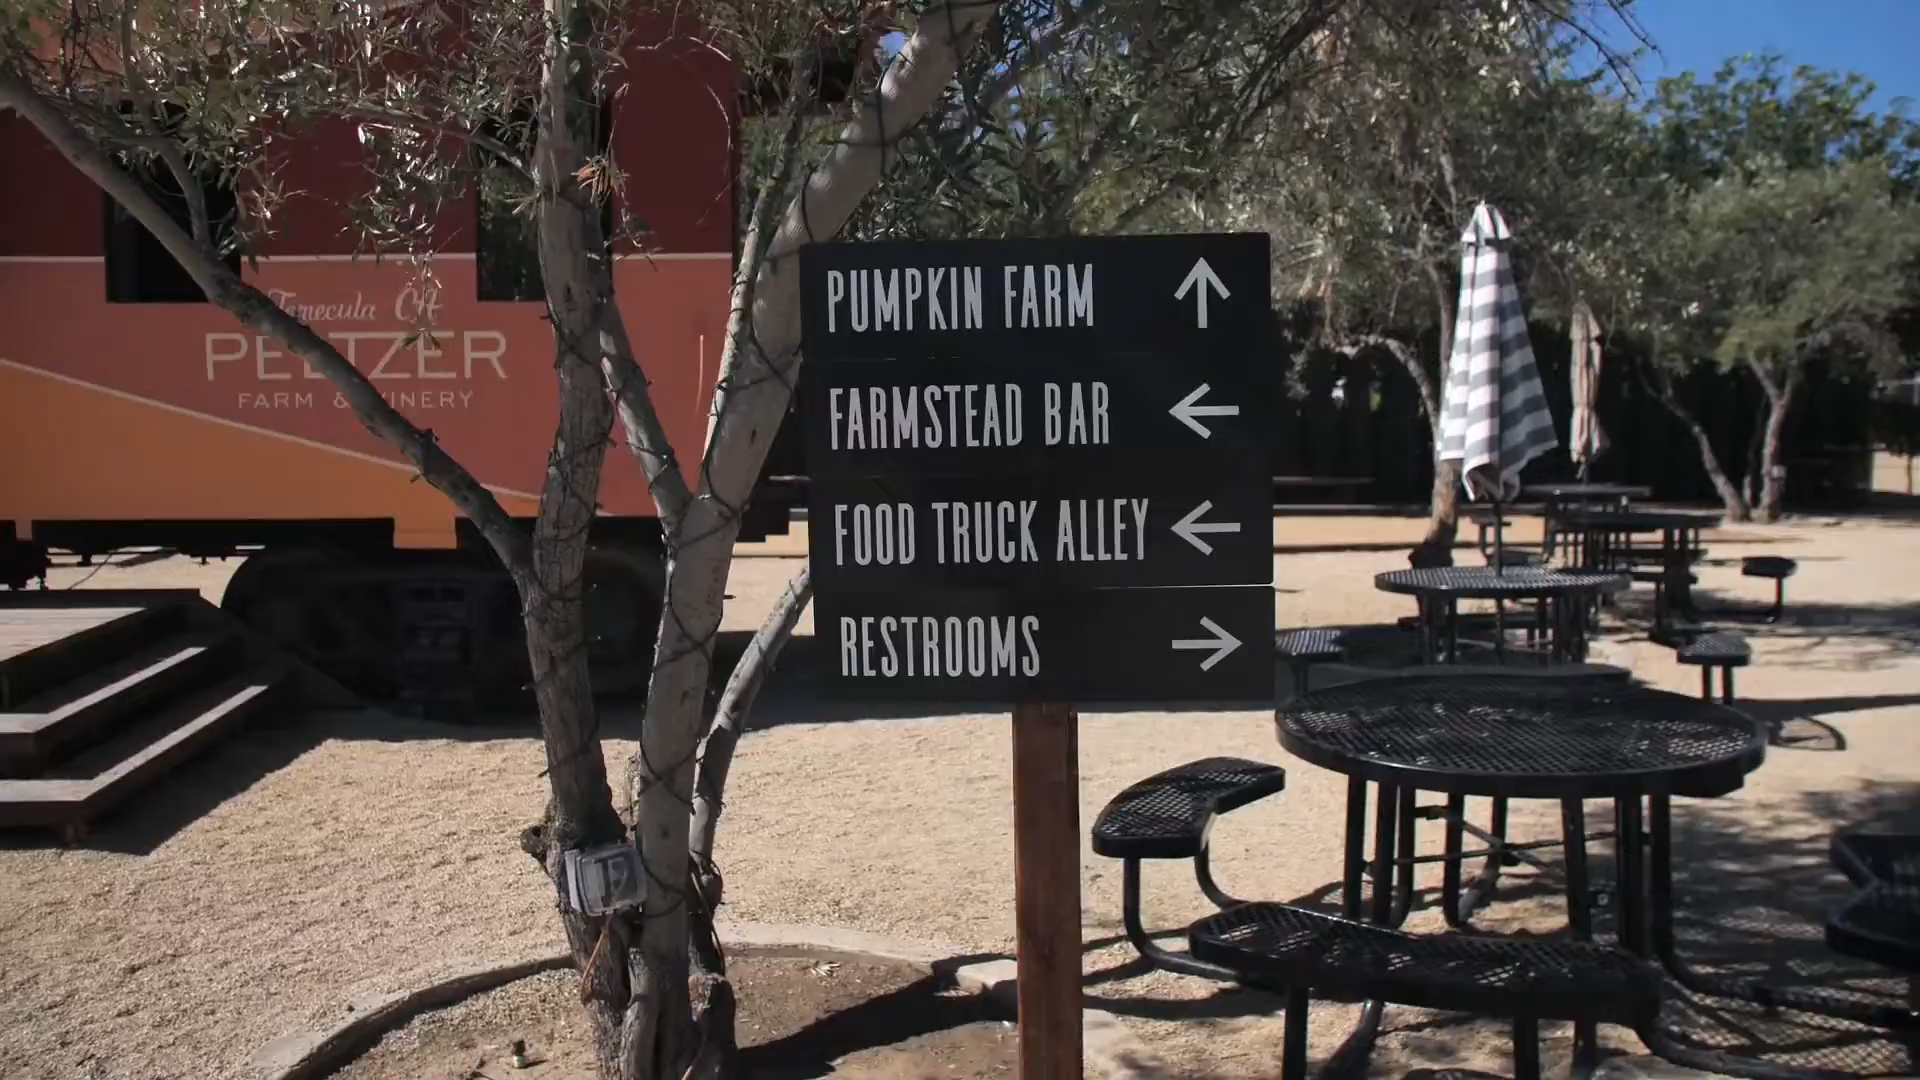 Temecula CA
PELTZER
FARM & WINERY
PUMPKIN FARM ↑
FARMSTEAD BAR ←
FOOD TRUCK ALLEY ←
RESTROOMS →